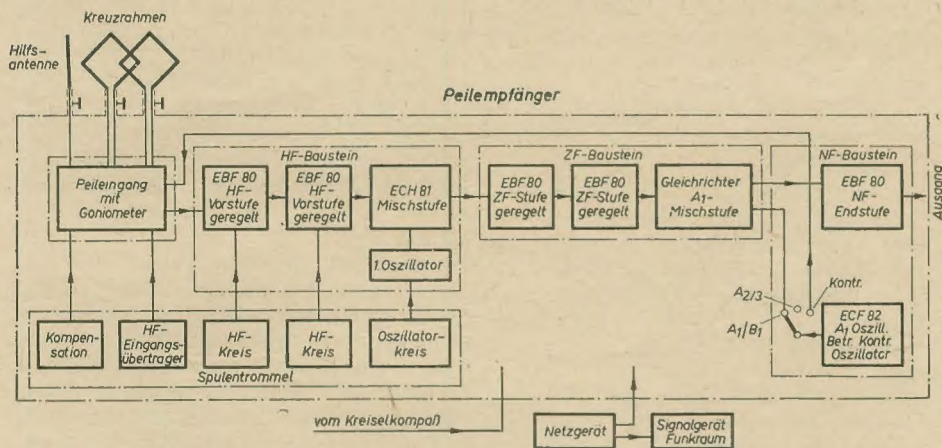 Kreuzrahmen
Hilfs-
antenne
Peilempfänger
HF-Baustein
ZF-Baustein
NF-Baustein
Peileingang
mit
Goniometer
EBF 80
HF-
Vorstufe
geregelt
EBF 80
HF-
Vorstufe
geregelt
ECH 81
Mischstufe
EBF 80
ZF-Stufe
geregelt
EBF 80
ZF-Stufe
geregelt
Gleichrichter
A1-
Mischstufe
EBF 80
NF-
Endstufe
Ausgang
1.Oszillator
A2/3
Kontr.
A1/B1
ECF 82
A1 Oszill.
Betr. Kontr.
Oszillator
Kompen-
sation
HF-
Eingangs-
übertrager
HF-
Kreis
HF-
Kreis
Oszillator-
kreis
Spulentrommel
vom Kreiselkompaß
Netzgerät
Signalgerät
Funkraum